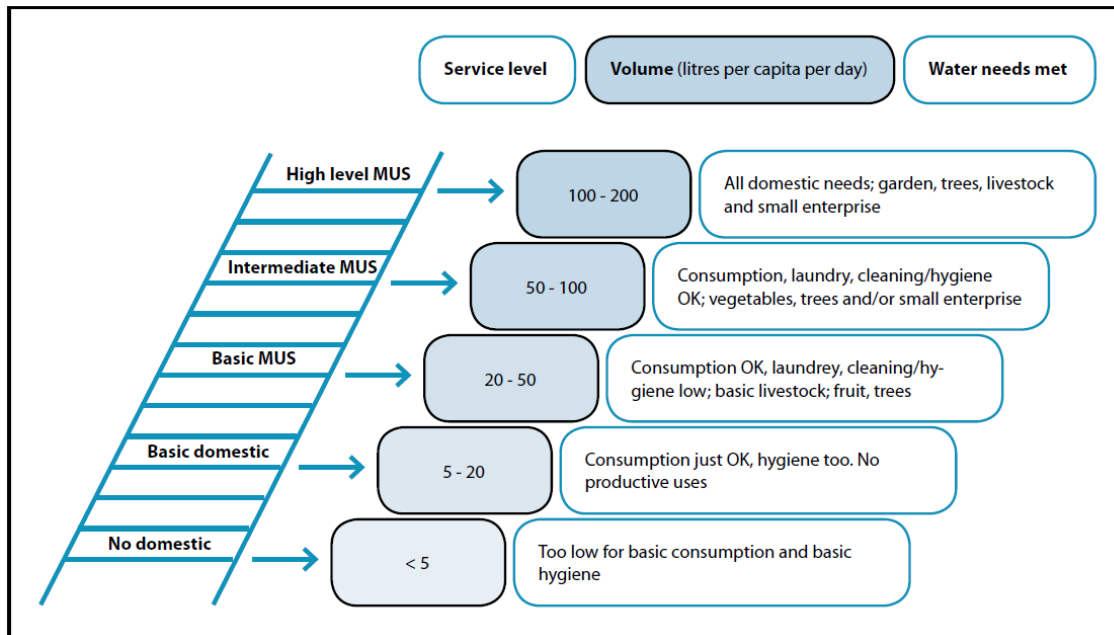 Service level
Volume (litres per capita per day)
Water needs met
High level MUS
100 - 200
All domestic needs; garden, trees, livestock
and small enterprise
Intermediate MUS
50 - 100
Consumption, laundry, cleaning/hygiene
OK; vegetables, trees and/or small enterprise
Basic MUS
20 - 50
Consumption OK, laundrey, cleaning/hy-
giene low; basic livestock; fruit, trees
Basic domestic
5 - 20
Consumption just OK, hygiene too. No
productive uses
No domestic
< 5
Too low for basic consumption and basic
hygiene